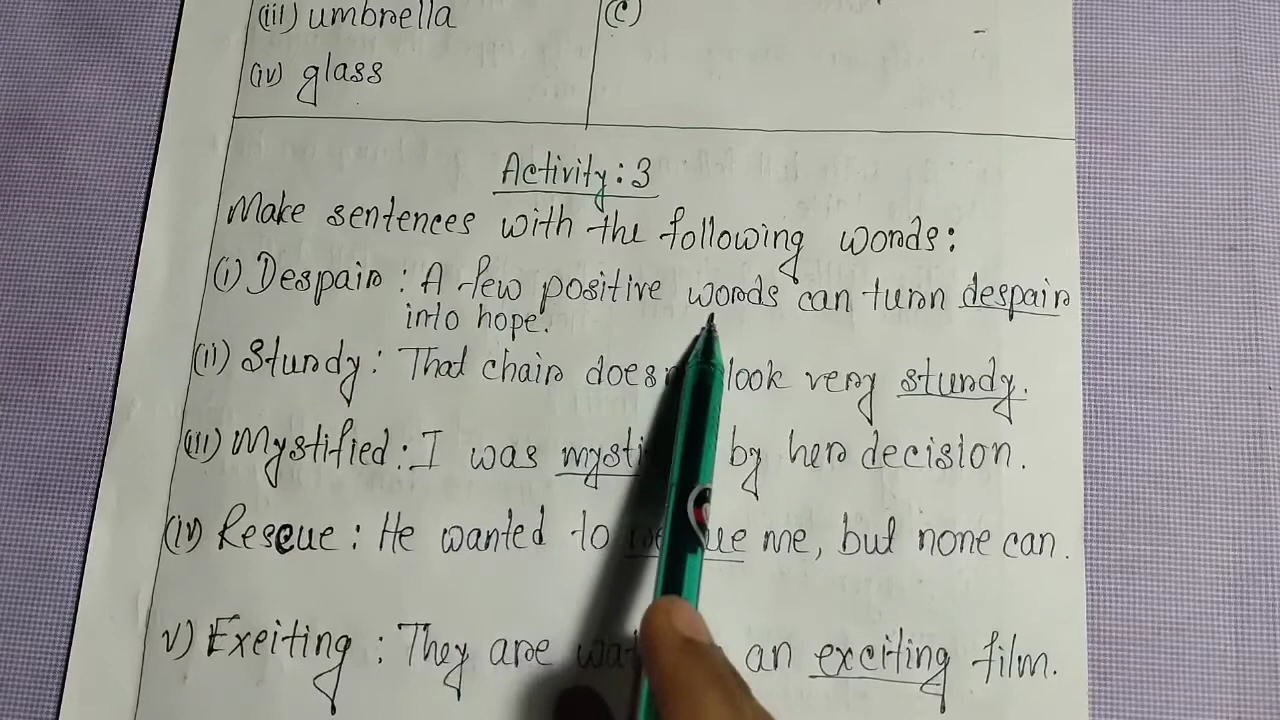 (iii) umbrella
(c)
(iv) glass
Activity: 3
Make sentences with the following words:
(i) Despair : A few positive words can turn despair
into hope.
(ii) Sturdy : That chair does look very sturdy.
(iii) Mystified : I was by her decision.
(iv) Rescue : He wanted to me, but none can.
v) Exeiting : They are an exciting film.